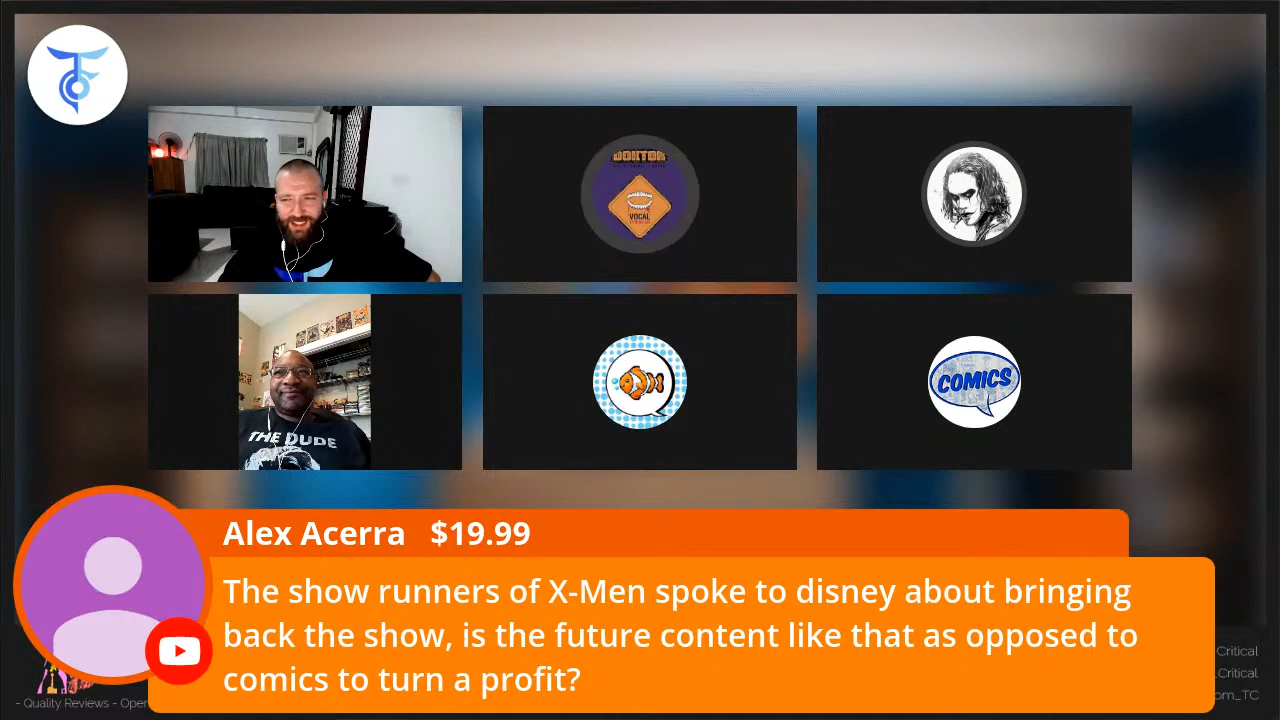 DOKTOR
VOCAL
THE DUDE
COMICS
Alex Acerra $19.99
The show runners of X-Men spoke to disney about bringing
back the show, is the future content like that as opposed to
comics to turn a profit?
Critical
Critical
om_TC
- Quality Reviews - Oper